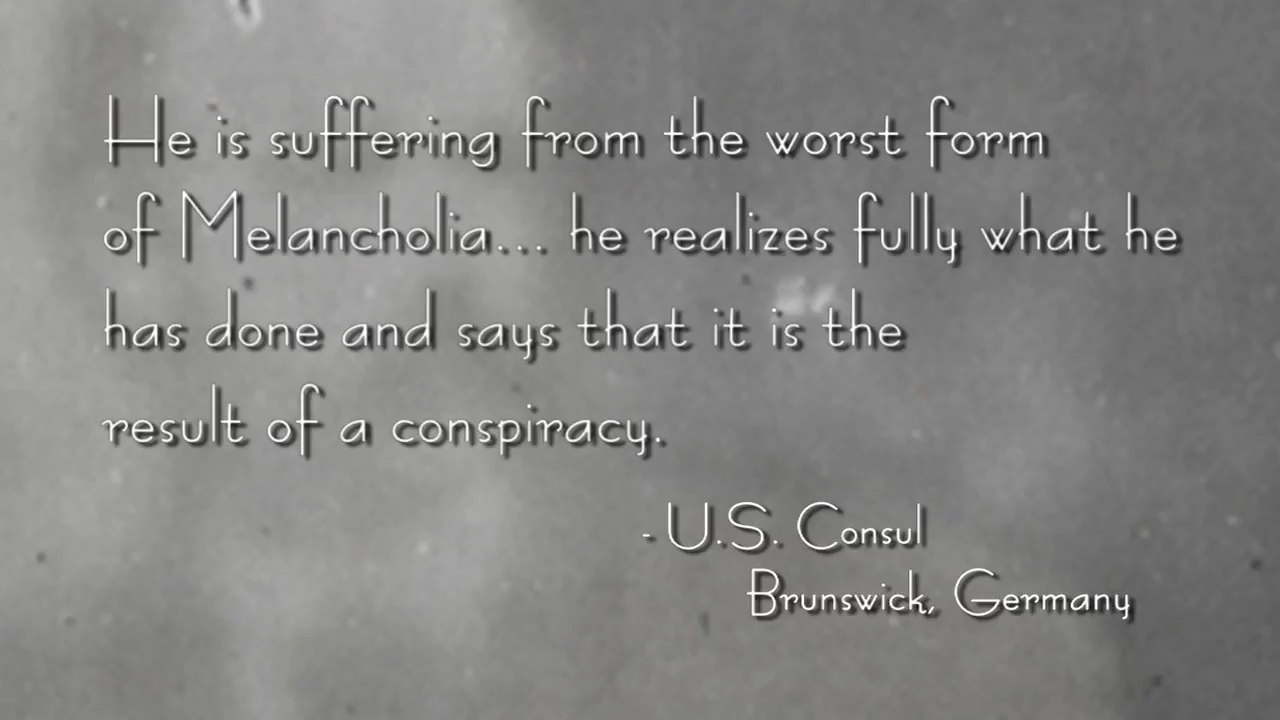 He is suffering from the worst form
of Melancholia... he realizes fully what he
has done and says that it is the
result of a conspiracy.
- U.S. Consul
Brunswick, Germany